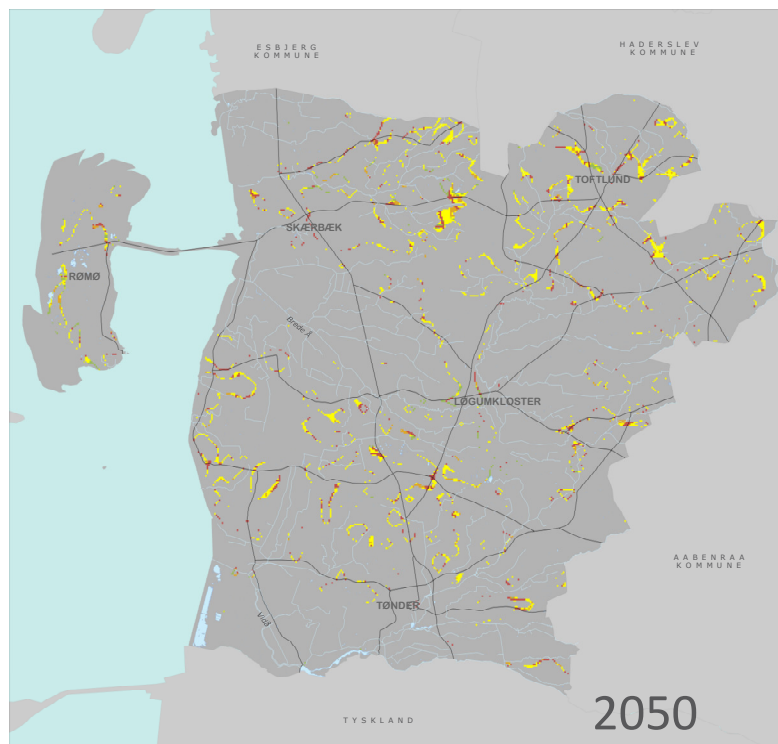 ESBJERG
KOMMUNE
HADERSLEV
KOMMUNE
TOFTLUND
SKÆRBÆK
RØMØ
Brede Å
LØGUMKLOSTER
AABENRAA
KOMMUNE
TØNDER
Vidå
2050
TYSKLAND